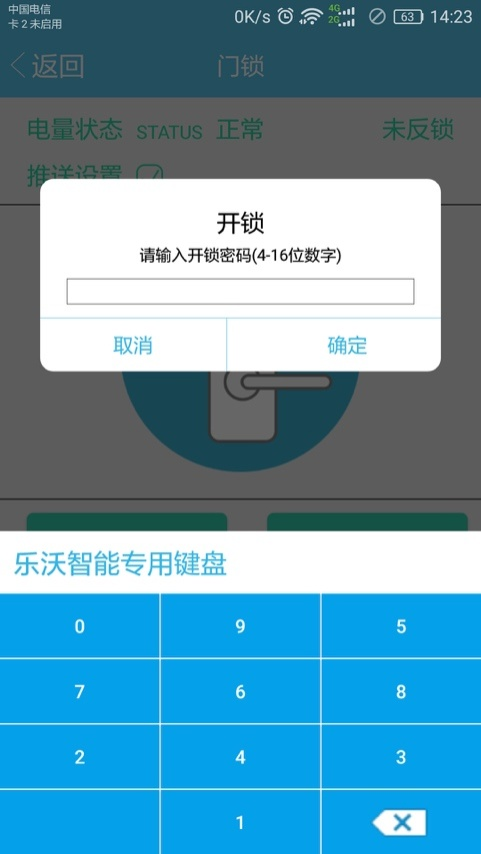 中国电信
卡 2 未启用
0K/s 4G 2G 63 14:23
返回 门锁
电量状态 STATUS 正常 未反锁
推送设置
开锁
请输入开锁密码(4-16位数字)
取消 确定
乐沃智能专用键盘
0 9 5
7 6 8
2 4 3
1